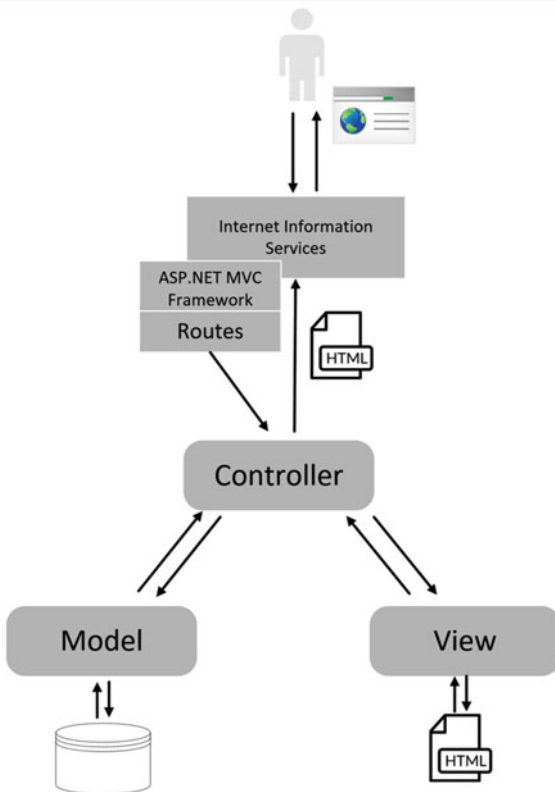 Internet Information
Services
ASP.NET MVC
Framework
Routes
HTML
Controller
Model
View
HTML